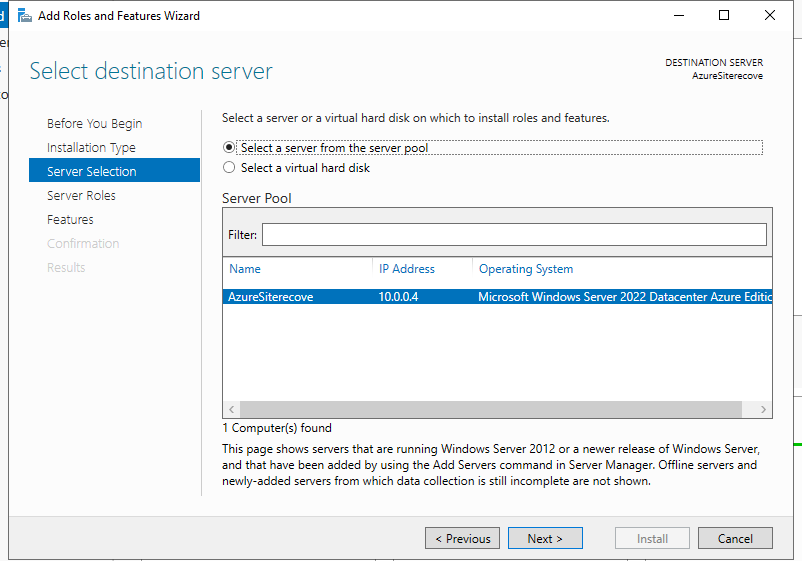 Add Roles and Features Wizard
Select destination server
DESTINATION SERVER
AzureSiterecove
Before You Begin
Installation Type
Server Selection
Server Roles
Features
Confirmation
Results
Select a server or a virtual hard disk on which to install roles and features.
Select a server from the server pool
Select a virtual hard disk
Server Pool
Filter:
Name IP Address Operating System
AzureSiterecove 10.0.0.4 Microsoft Windows Server 2022 Datacenter Azure Editic
1 Computer(s) found
This page shows servers that are running Windows Server 2012 or a newer release of Windows Server,
and that have been added by using the Add Servers command in Server Manager. Offline servers and
newly-added servers from which data collection is still incomplete are not shown.
< Previous Next > Install Cancel